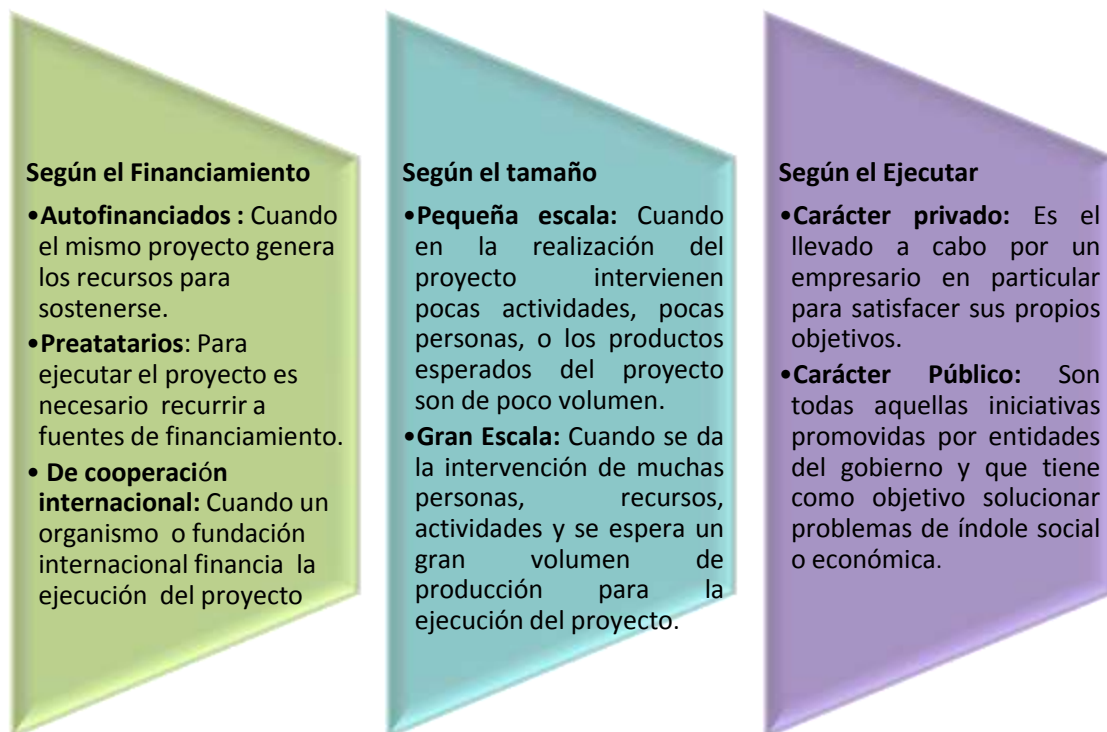 Según el Financiamiento
•Autofinanciados : Cuando
el mismo proyecto genera
los recursos para
sostenerse.
•Preatatarios: Para
ejecutar el proyecto es
necesario recurrir a
fuentes de financiamiento.
• De cooperación
internacional: Cuando un
organismo o fundación
internacional financia la
ejecución del proyecto
Según el tamaño
•Pequeña escala: Cuando
en la realización del
proyecto intervienen
pocas actividades, pocas
personas, o los productos
esperados del proyecto
son de poco volumen.
•Gran Escala: Cuando se da
la intervención de muchas
personas, recursos,
actividades y se espera un
gran volumen de
producción para la
ejecución del proyecto.
Según el Ejecutar
•Carácter privado: Es el
llevado a cabo por un
empresario en particular
para satisfacer sus propios
objetivos.
•Carácter Público: Son
todas aquellas iniciativas
promovidas por entidades
del gobierno y que tiene
como objetivo solucionar
problemas de índole social
o económica.